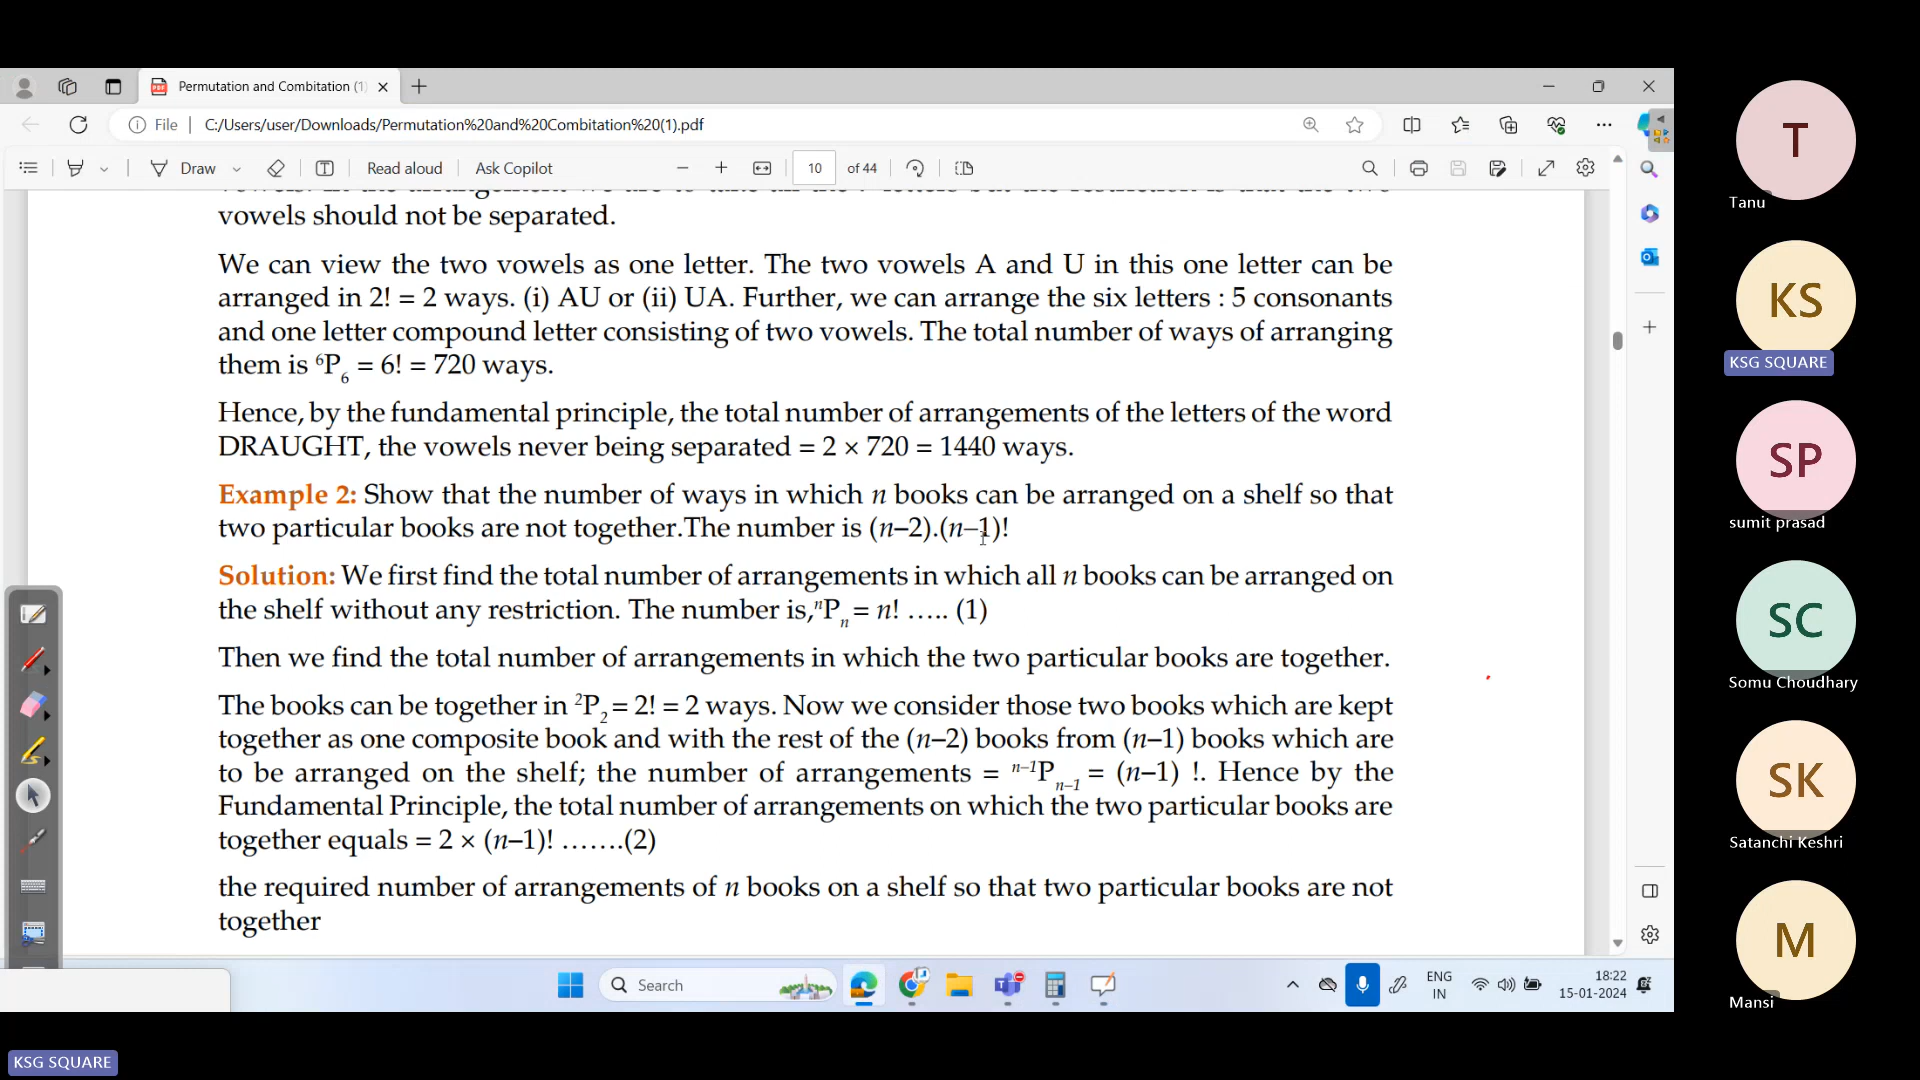 Permutation and Combitation (1)
File
C:/Users/user/Downloads/Permutation%20and%20Combitation%20(1).pdf
Draw
Read aloud
Ask Copilot
10
of 44
vowels should not be separated.
We can view the two vowels as one letter. The two vowels A and U in this one letter can be
arranged in 2! = 2 ways. (i) AU or (ii) UA. Further, we can arrange the six letters : 5 consonants
and one letter compound letter consisting of two vowels. The total number of ways of arranging
them is ⁶P₆ = 6! = 720 ways.
Hence, by the fundamental principle, the total number of arrangements of the letters of the word
DRAUGHT, the vowels never being separated = 2 × 720 = 1440 ways.
Example 2: Show that the number of ways in which n books can be arranged on a shelf so that
two particular books are not together.The number is (n–2).(n–1)!
Solution: We first find the total number of arrangements in which all n books can be arranged on
the shelf without any restriction. The number is,ⁿPₙ = n! ….. (1)
Then we find the total number of arrangements in which the two particular books are together.
The books can be together in ²P₂ = 2! = 2 ways. Now we consider those two books which are kept
together as one composite book and with the rest of the (n–2) books from (n–1) books which are
to be arranged on the shelf; the number of arrangements = ⁿ⁻¹Pₙ₋₁ = (n–1) !. Hence by the
Fundamental Principle, the total number of arrangements on which the two particular books are
together equals = 2 × (n–1)! …….(2)
the required number of arrangements of n books on a shelf so that two particular books are not
together
Search
ENG
IN
18:22
15-01-2024
T
Tanu
KS
KSG SQUARE
SP
sumit prasad
SC
Somu Choudhary
SK
Satanchi Keshri
M
Mansi
KSG SQUARE